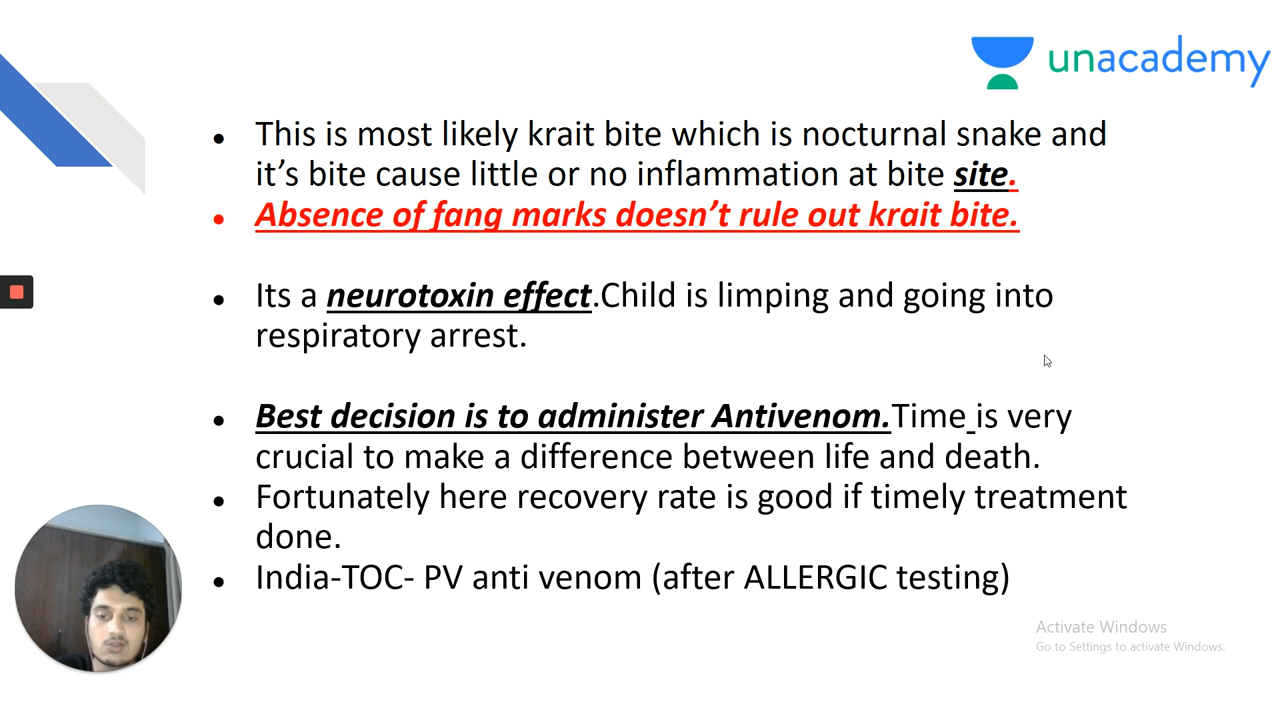 unacademy
This is most likely krait bite which is nocturnal snake and
it’s bite cause little or no inflammation at bite site.
Absence of fang marks doesn’t rule out krait bite.
Its a neurotoxin effect.Child is limping and going into
respiratory arrest.
Best decision is to administer Antivenom.Time is very
crucial to make a difference between life and death.
Fortunately here recovery rate is good if timely treatment
done.
India-TOC- PV anti venom (after ALLERGIC testing)
Activate Windows
Go to Settings to activate Windows.